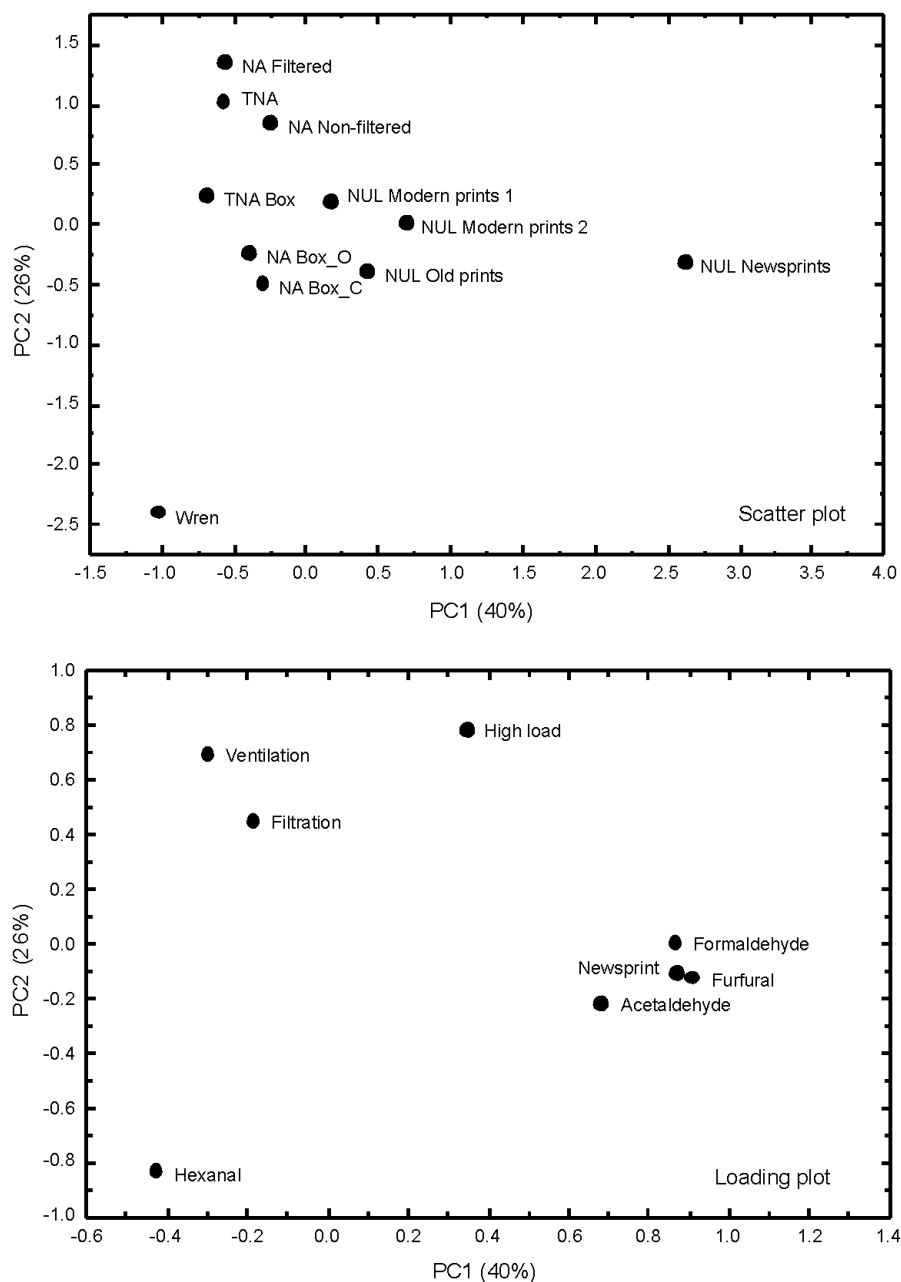 1.5
NA Filtered
1.0
TNA
NA Non-filtered
0.5
TNA Box
NUL Modern prints 1
0.0
NUL Modern prints 2
NA Box_O
NUL Old prints
NUL Newsprints
-0.5
NA Box_C
PC2 (26%)
-1.0
-1.5
-2.0
-2.5
Wren
Scatter plot
-1.5 -1.0 -0.5 0.0 0.5 1.0 1.5 2.0 2.5 3.0 3.5 4.0
PC1 (40%)
1.0
0.8
High load
Ventilation
0.6
0.4
Filtration
0.2
0.0
Formaldehyde
Newsprint
Furfural
PC2 (26%)
-0.2
Acetaldehyde
-0.4
-0.6
-0.8
Hexanal
Loading plot
-1.0
-0.6 -0.4 -0.2 0.0 0.2 0.4 0.6 0.8 1.0 1.2 1.4
PC1 (40%)